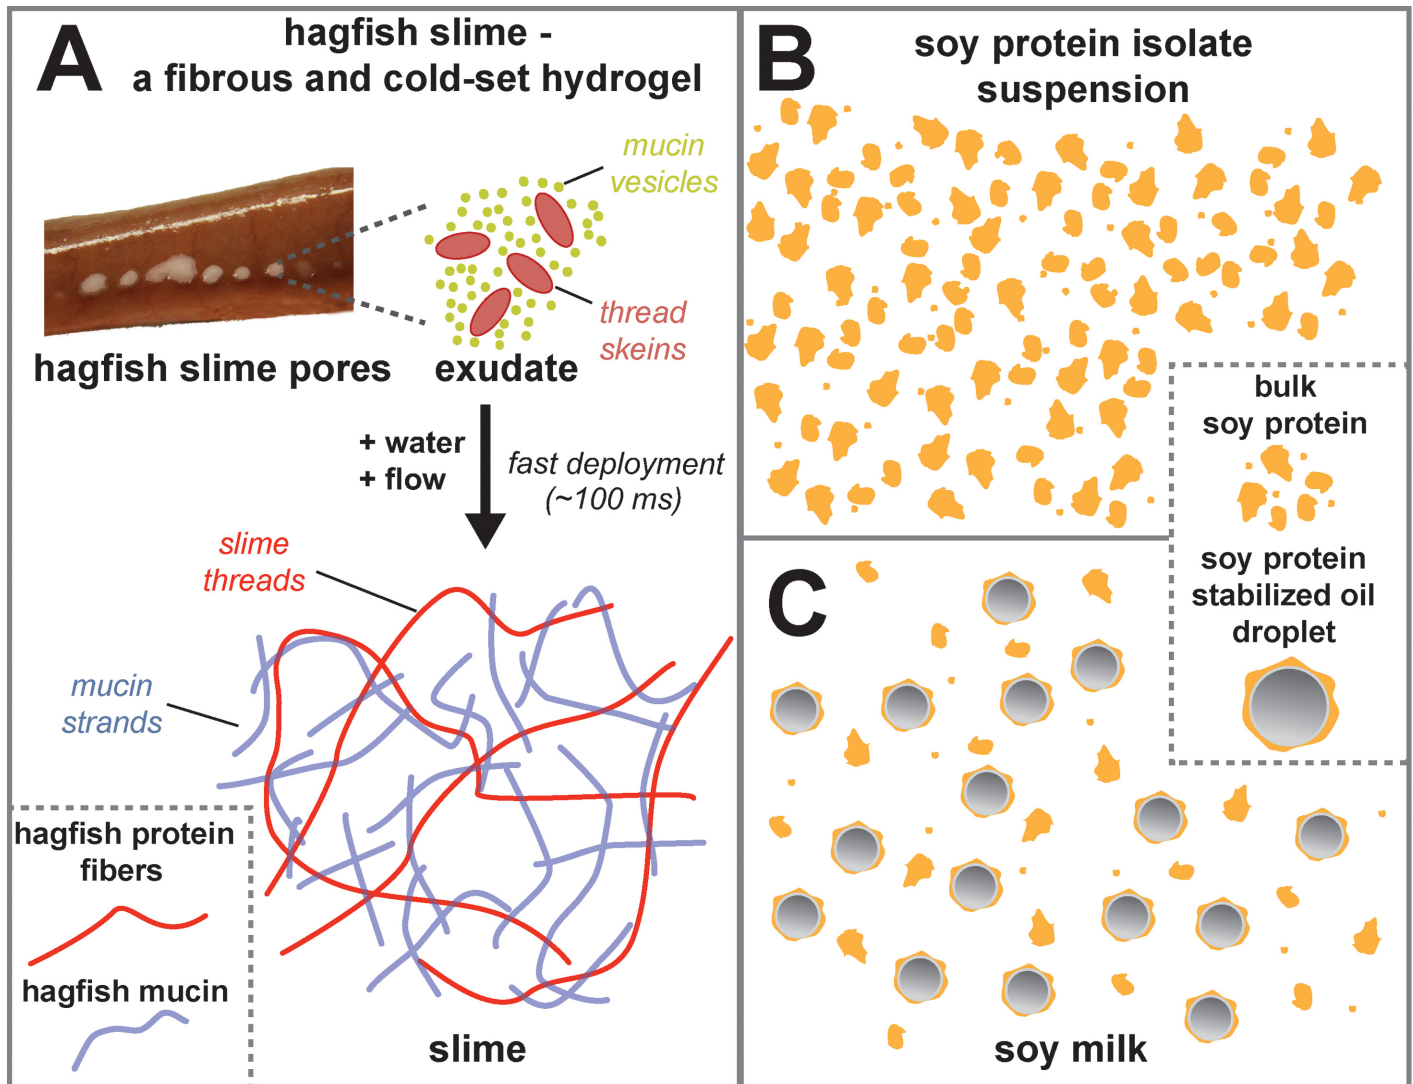 A
hagfish slime -
a fibrous and cold-set hydrogel
mucin
vesicles
thread
skeins
hagfish slime pores
exudate
+ water
+ flow
fast deployment
(~100 ms)
slime
threads
mucin
strands
hagfish protein
fibers
hagfish mucin
slime
B
soy protein isolate
suspension
bulk
soy protein
soy protein
stabilized oil
droplet
C
soy milk